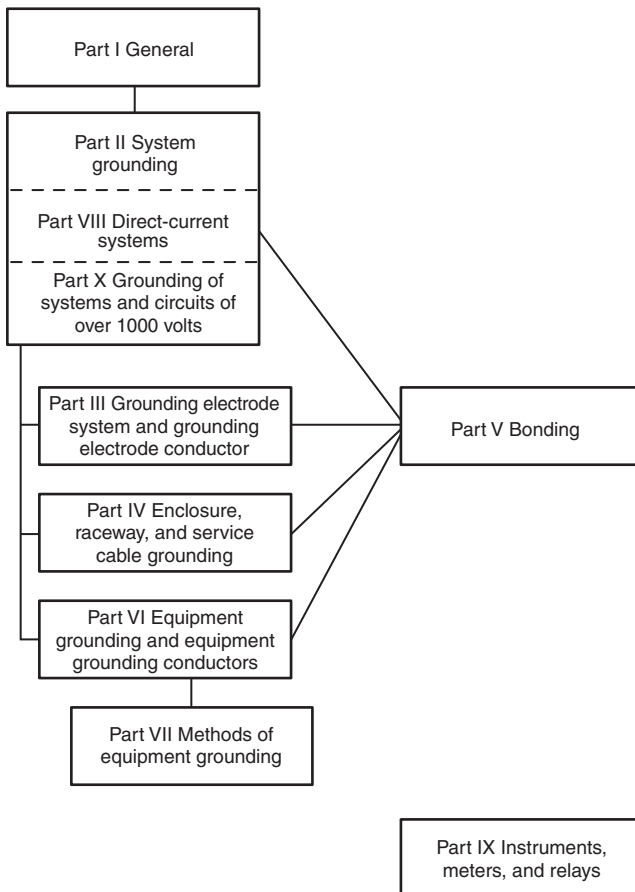 Part I General
Part II System
grounding
Part VIII Direct-current
systems
Part X Grounding of
systems and circuits of
over 1000 volts
Part III Grounding electrode
system and grounding
electrode conductor
Part V Bonding
Part IV Enclosure,
raceway, and service
cable grounding
Part VI Equipment
grounding and equipment
grounding conductors
Part VII Methods of
equipment grounding
Part IX Instruments,
meters, and relays